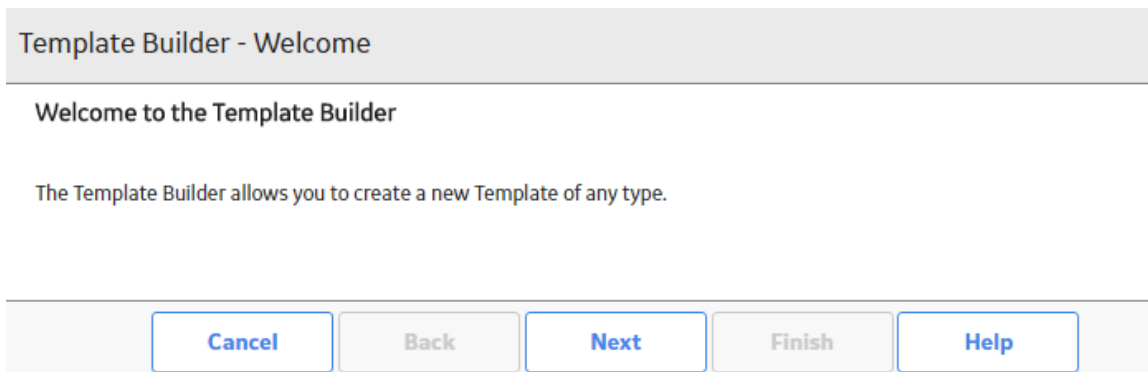 Template Builder - Welcome
Welcome to the Template Builder
The Template Builder allows you to create a new Template of any type.
Cancel Back Next Finish Help